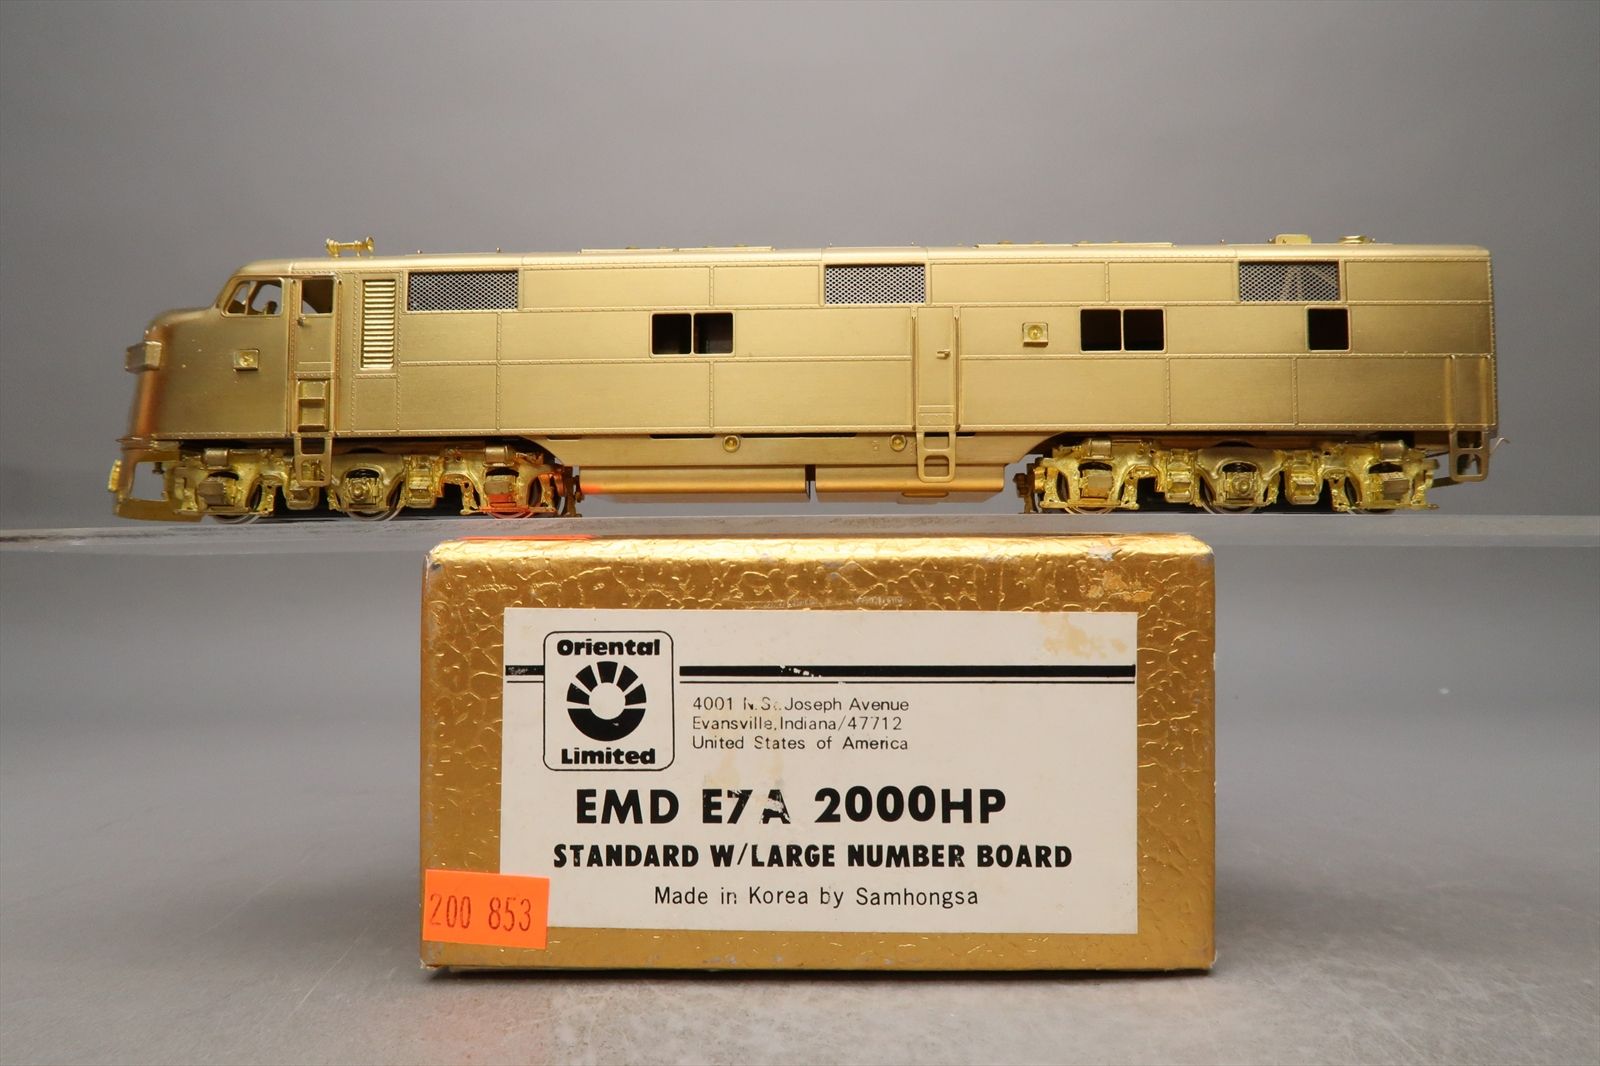 Oriental
Limited
4001 N. St. Joseph Avenue
Evansville, Indiana/47712
United States of America
EMD E7A 2000HP
STANDARD W/LARGE NUMBER BOARD
Made in Korea by Samhongsa
200 853